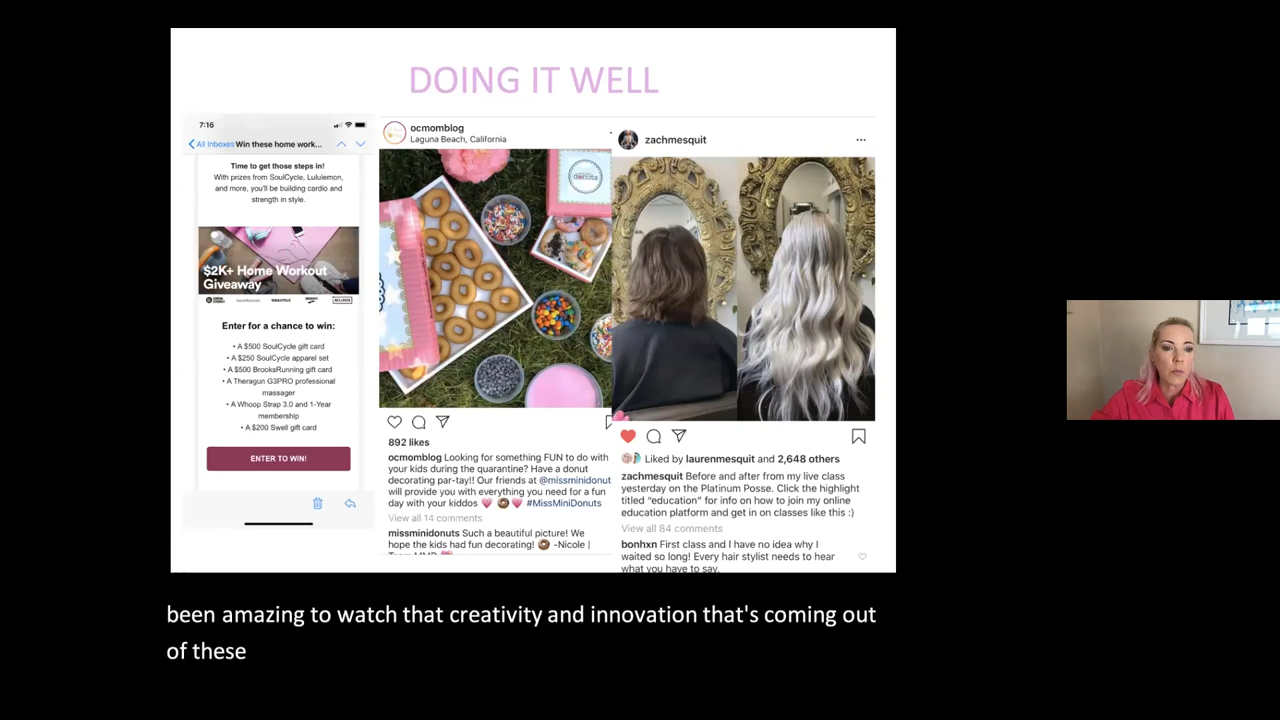 DOING IT WELL
7:16
All Inboxes Win these home work...
Time to get those steps in!
With prizes from SoulCycle, Lululemon,
and more, you'll be building cardio and
strength in style.
$2K+ Home Workout
Giveaway
SOULCYCLE
Enter for a chance to win:
• A $500 SoulCycle gift card
• A $250 SoulCycle apparel set
• A $500 BrooksRunning gift card
• A Theragun G3PRO professional
massager
• A Whoop Strap 3.0 and 1-Year
membership
• A $200 Swell gift card
ENTER TO WIN!
ocmomblog
Laguna Beach, California
donuts
892 likes
ocmomblog Looking for something FUN to do with
your kids during the quarantine? Have a donut
decorating par-tay!! Our friends at @missminidonut
will provide you with everything you need for a fun
day with your kiddos 💗 🍩 💗 #MissMiniDonuts
View all 14 comments
missminidonuts Such a beautiful picture! We
hope the kids had fun decorating! 🍩 -Nicole |
Team MMD 💗
zachmesquit
Liked by laurenmesquit and 2,648 others
zachmesquit Before and after from my live class
yesterday on the Platinum Posse. Click the highlight
titled “education” for info on how to join my online
education platform and get in on classes like this :)
View all 84 comments
bonhxn First class and I have no idea why I
waited so long! Every hair stylist needs to hear
what you have to say.
been amazing to watch that creativity and innovation that's coming out
of these